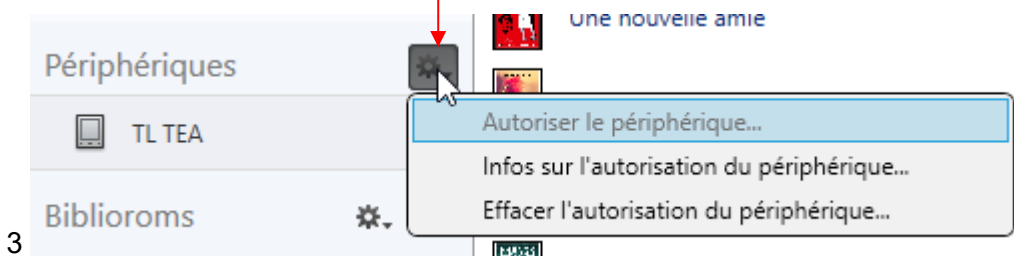 Une nouvelle amie
Périphériques
Autoriser le périphérique...
TL TEA
Infos sur l'autorisation du périphérique...
Effacer l'autorisation du périphérique...
Biblioroms
3